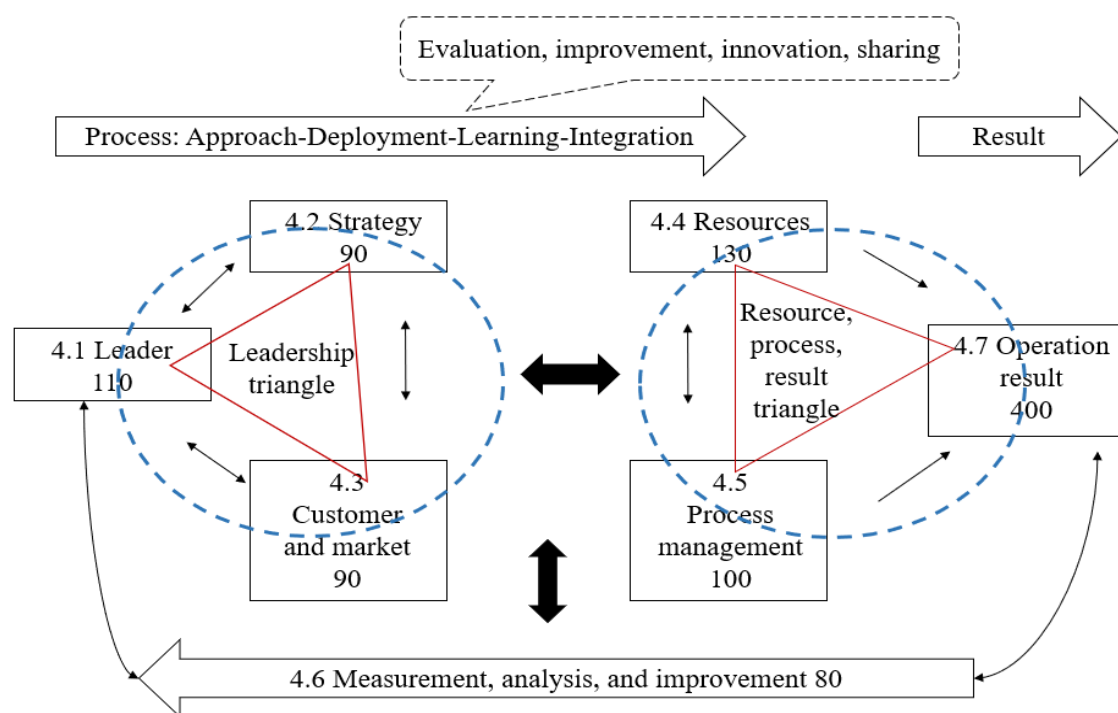 Evaluation, improvement, innovation, sharing
Process: Approach-Deployment-Learning-Integration
Result
4.2 Strategy
90
4.4 Resources
130
4.1 Leader
110
Leadership
triangle
Resource,
process,
result
triangle
4.7 Operation
result
400
4.3
Customer
and market
90
4.5
Process
management
100
4.6 Measurement, analysis, and improvement 80